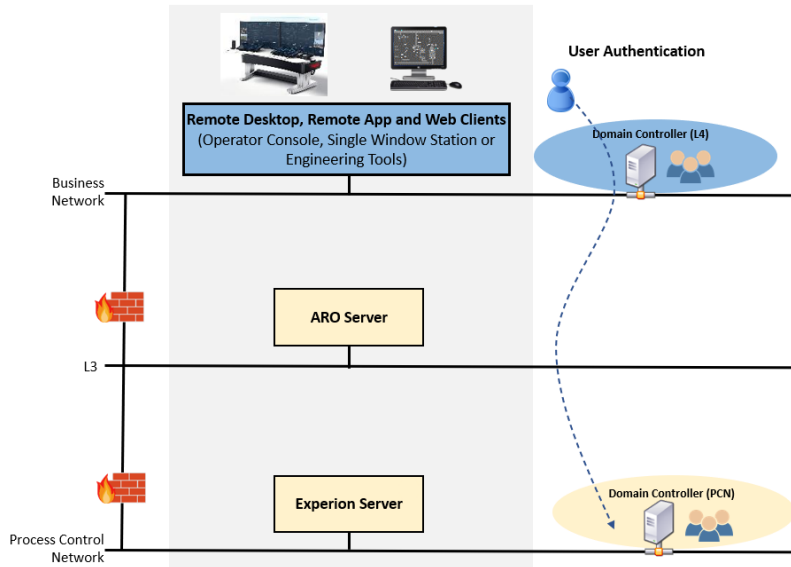 User Authentication
Remote Desktop, Remote App and Web Clients
(Operator Console, Single Window Station or
Engineering Tools)
Domain Controller (L4)
Business
Network
ARO Server
L3
Experion Server
Domain Controller (PCN)
Process Control
Network